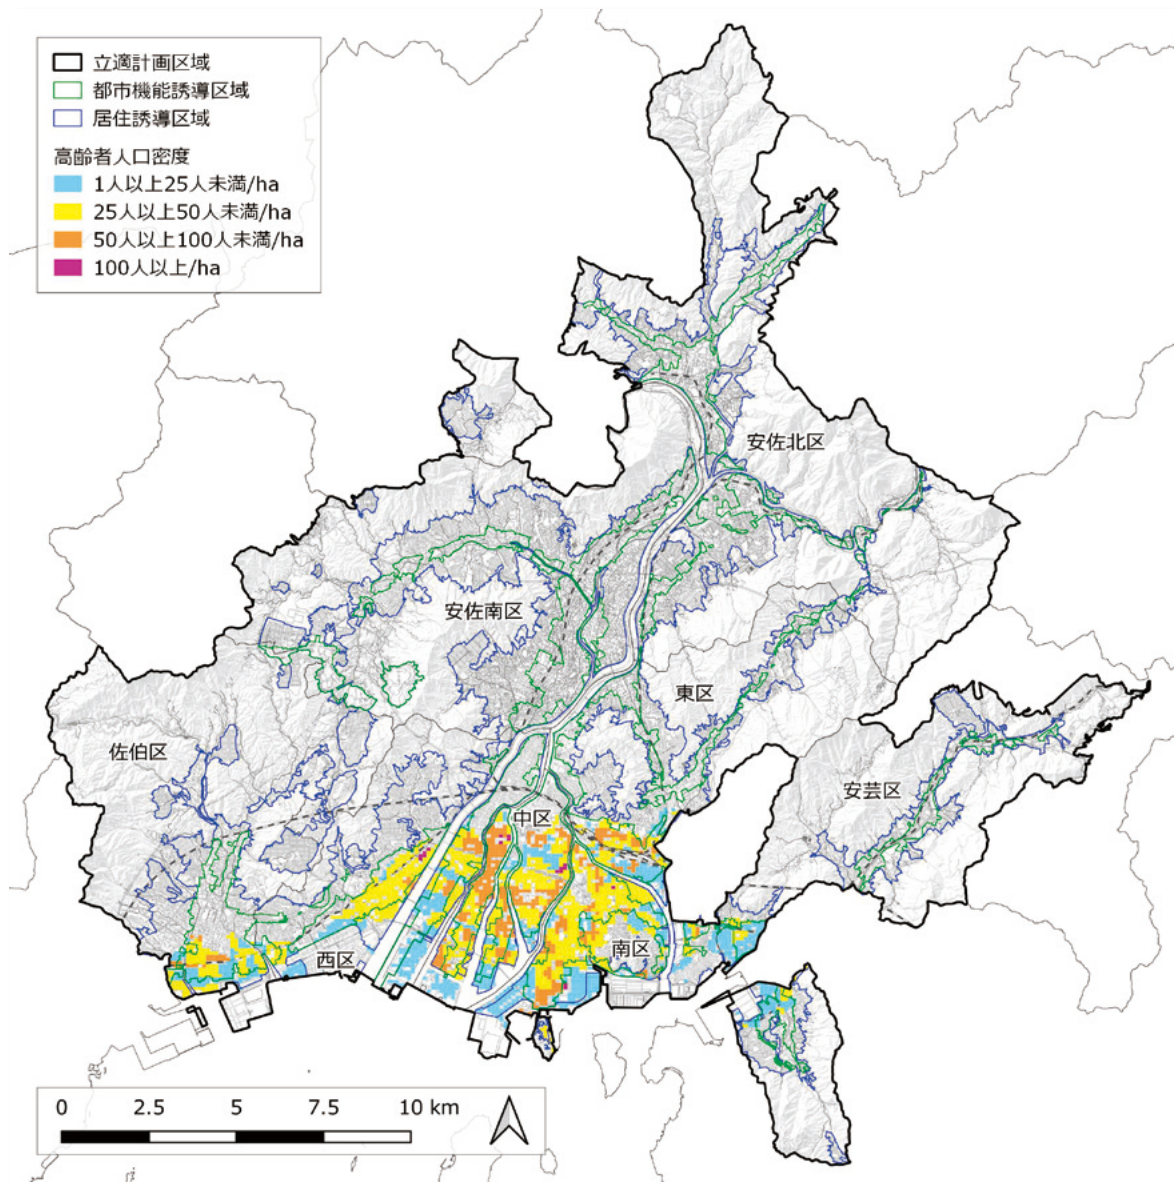 立適計画区域
都市機能誘導区域
居住誘導区域
高齢者人口密度
1人以上25人未満/ha
25人以上50人未満/ha
50人以上100人未満/ha
100人以上/ha
安佐北区
安佐南区
東区
佐伯区
安芸区
中区
南区
西区
0 2.5 5 7.5 10 km